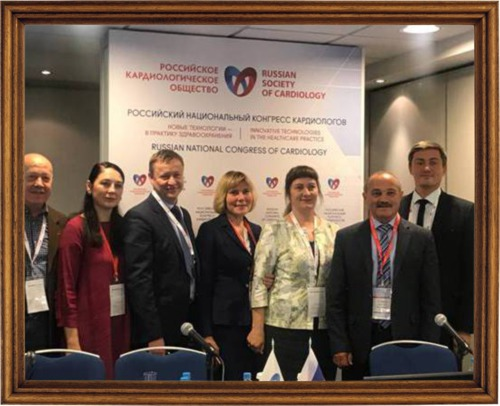 РОССИЙСКОЕ
КАРДИОЛОГИЧЕСКОЕ
ОБЩЕСТВО
RUSSIAN
SOCIETY
OF CARDIOLOGY
РОССИЙСКИЙ НАЦИОНАЛЬНЫЙ КОНГРЕСС КАРДИОЛОГОВ
НОВЫЕ ТЕХНОЛОГИИ —
В ПРАКТИКУ ЗДРАВООХРАНЕНИЯ
INNOVATIVE TECHNOLOGIES
IN THE HEALTHCARE PRACTICE
RUSSIAN NATIONAL CONGRESS OF CARDIOLOGY